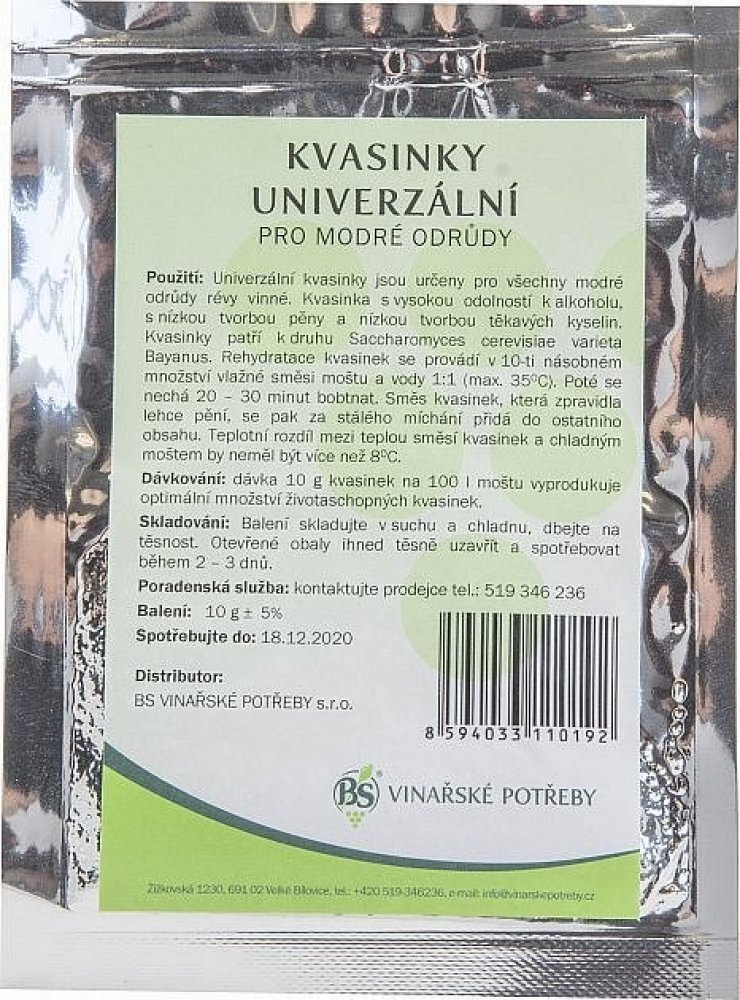 KVASINKY
UNIVERZÁLNÍ
PRO MODRÉ ODRŮDY
Použití: Univerzální kvasinky jsou určeny pro všechny modré
odrůdy révy vinné. Kvasinka s vysokou odolností k alkoholu,
s nízkou tvorbou pěny a nízkou tvorbou těkavých kyselin.
Kvasinky patří k druhu Saccharomyces cerevisiae varieta
Bayanus. Rehydratace kvasinek se provádí v 10-ti násobném
množství vlažné směsi moštu a vody 1:1 (max. 35ºC). Poté se
nechá 20 – 30 minut bobtnat. Směs kvasinek, která zpravidla
lehce pění, se pak za stálého míchání přidá do ostatního
obsahu. Teplotní rozdíl mezi teplou směsí kvasinek a chladným
moštem by neměl být více než 8ºC.
Dávkování: dávka 10 g kvasinek na 100 l moštu vyprodukuje
optimální množství životaschopných kvasinek.
Skladování: Balení skladujte v suchu a chladnu, dbejte na
těsnost. Otevřené obaly ihned těsně uzavřít a spotřebovat
během 2 – 3 dnů.
Poradenská služba: kontaktujte prodejce tel.: 519 346 236
Balení: 10 g ± 5%
Spotřebujte do: 18.12.2020
Distributor:
BS VINAŘSKÉ POTŘEBY s.r.o.
8 594033 110192
BS® VINAŘSKÉ POTŘEBY
Žižkovská 1230, 691 02 Velké Bílovice, tel.: +420 519 346236, e-mail: info@vinarskepotreby.cz